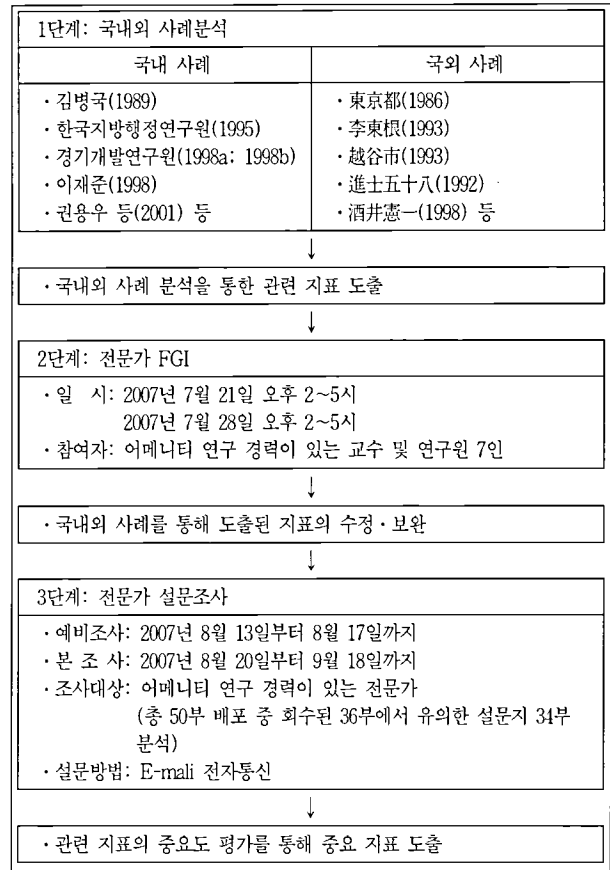 1단계: 국내외 사례분석
국내 사례
· 김병국(1989)
· 한국지방행정연구원(1995)
· 경기개발연구원(1998a; 1998b)
· 이재준(1998)
· 권용우 등(2001) 등
국외 사례
· 東京都(1986)
· 李東根(1993)
· 越谷市(1993)
· 進士五十八(1992)
· 酒井憲一(1998) 등
↓
· 국내외 사례 분석을 통한 관련 지표 도출
↓
2단계: 전문가 FGI
· 일 시: 2007년 7월 21일 오후 2~5시
2007년 7월 28일 오후 2~5시
· 참여자: 어메니티 연구 경력이 있는 교수 및 연구원 7인
↓
· 국내외 사례를 통해 도출된 지표의 수정 · 보완
↓
3단계: 전문가 설문조사
· 예비조사: 2007년 8월 13일부터 8월 17일까지
· 본 조 사: 2007년 8월 20일부터 9월 18일까지
· 조사대상: 어메니티 연구 경력이 있는 전문가
(총 50부 배포 중 회수된 36부에서 유의한 설문지 34부
분석)
· 설문방법: E-mali 전자통신
↓
· 관련 지표의 중요도 평가를 통해 중요 지표 도출